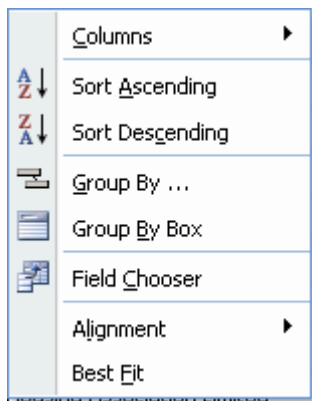 Columns
Sort Ascending
Sort Descending
Group By ...
Group By Box
Field Chooser
Alignment
Best Fit